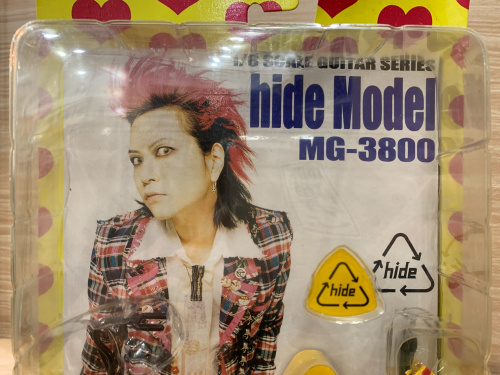 1/6 SCALE GUITAR SERIES
hide Model
MG-3800
hide
hide